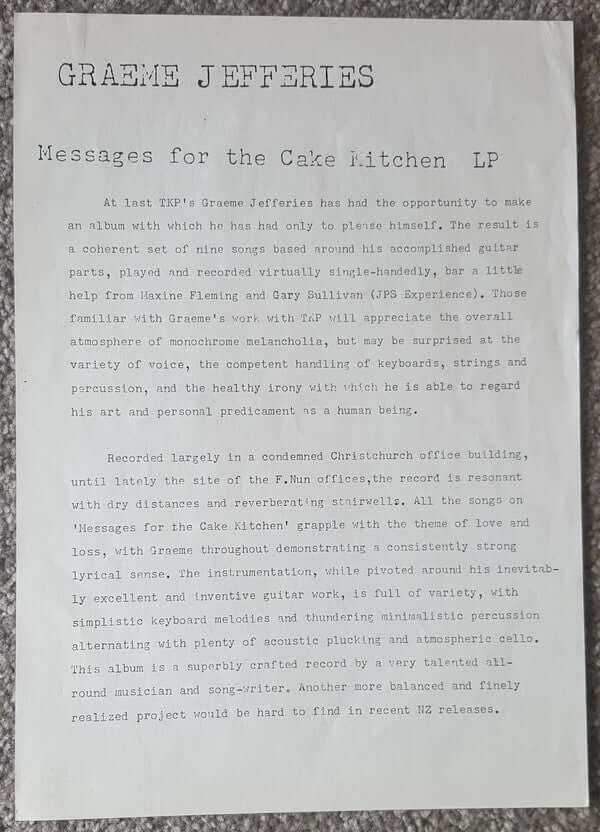 GRAEME JEFFERIES
Messages for the Cake Kitchen LP
At last TKP's Graeme Jefferies has had the opportunity to make
an album with which he has had only to please himself. The result is
a coherent set of nine songs based around his accomplished guitar
parts, played and recorded virtually single-handedly, bar a little
help from Maxine Fleming and Gary Sullivan (JPS Experience). Those
familiar with Graeme's work with TKP will appreciate the overall
atmosphere of monochrome melancholia, but may be surprised at the
variety of voice, the competent handling of keyboards, strings and
percussion, and the healthy irony with which he is able to regard
his art and personal predicament as a human being.
Recorded largely in a condemned Christchurch office building,
until lately the site of the F.Nun offices,the record is resonant
with dry distances and reverberating stairwells. All the songs on
'Messages for the Cake Kitchen' grapple with the theme of love and
loss, with Graeme throughout demonstrating a consistently strong
lyrical sense. The instrumentation, while pivoted around his inevitab-
ly excellent and inventive guitar work, is full of variety, with
simplistic keyboard melodies and thundering minimalistic percussion
alternating with plenty of acoustic plucking and atmospheric cello.
This album is a superbly crafted record by a very talented all-
round musician and song-writer. Another more balanced and finely
realized project would be hard to find in recent NZ releases.